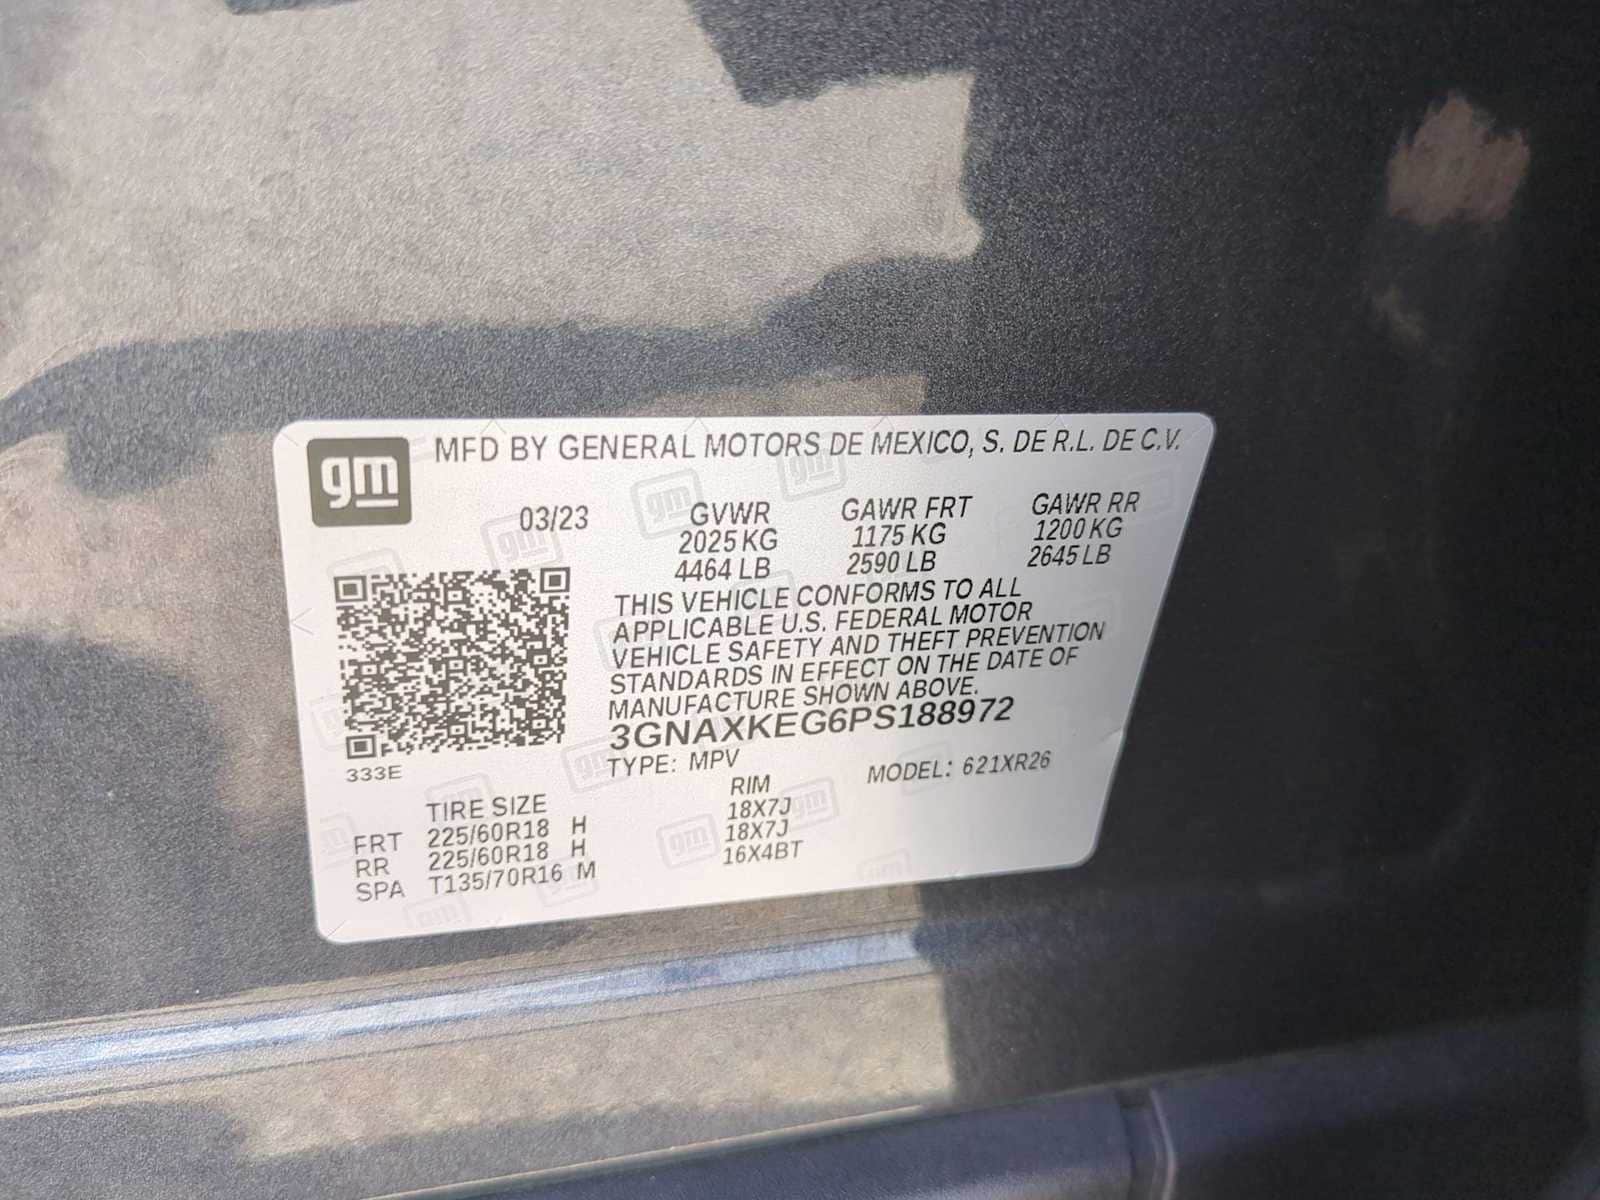 gm MFD BY GENERAL MOTORS DE MEXICO, S. DE R.L. DE C.V.
03/23 GVWR GAWR FRT GAWR RR
2025 KG 1175 KG 1200 KG
4464 LB 2590 LB 2645 LB
THIS VEHICLE CONFORMS TO ALL
APPLICABLE U.S. FEDERAL MOTOR
VEHICLE SAFETY AND THEFT PREVENTION
STANDARDS IN EFFECT ON THE DATE OF
MANUFACTURE SHOWN ABOVE.
3GNAXKEG6PS188972
333E TYPE: MPV MODEL: 621XR26
TIRE SIZE RIM
FRT 225/60R18 H 18X7J
RR 225/60R18 H 18X7J
SPA T135/70R16 M 16X4BT